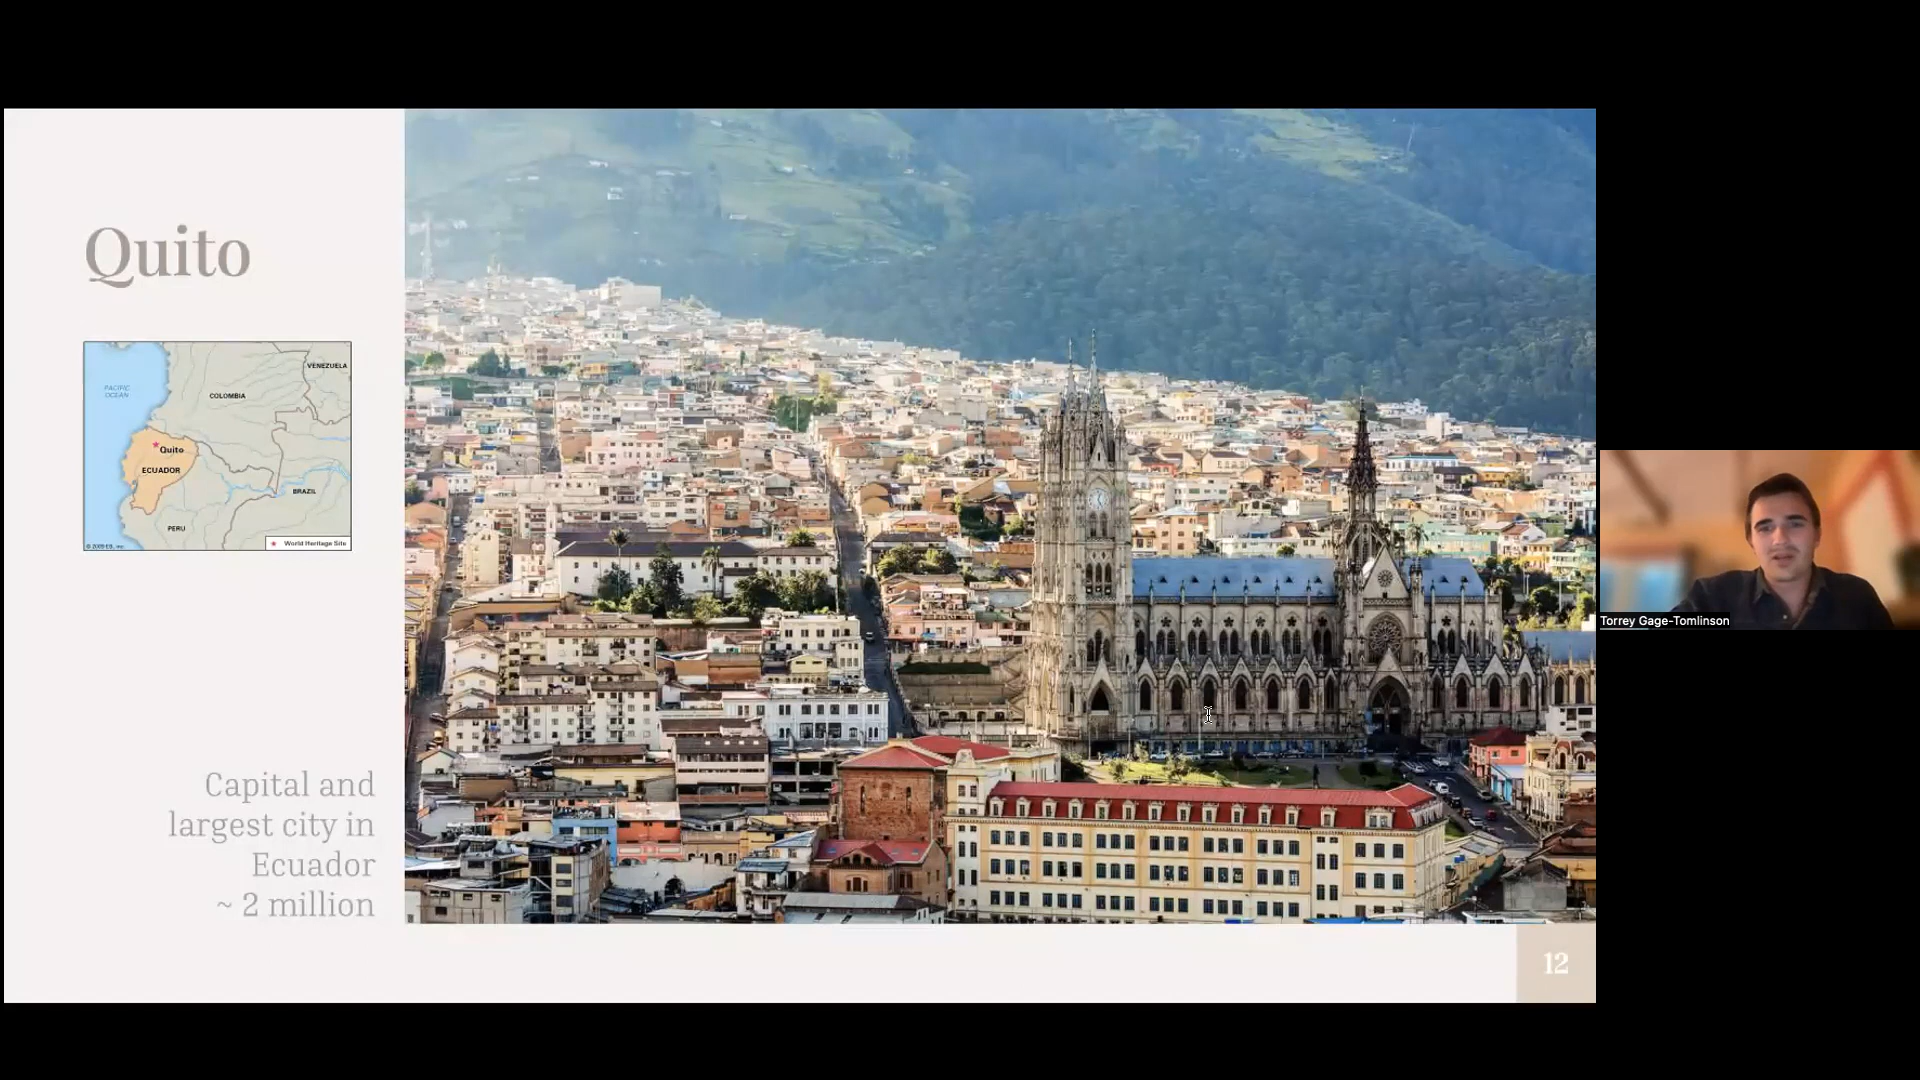 Quito
VENEZUELA
PACIFIC
OCEAN
COLOMBIA
Quito
ECUADOR
BRAZIL
PERU
World Heritage Site
Capital and
largest city in
Ecuador
~ 2 million
12
Torrey Gage-Tomlinson